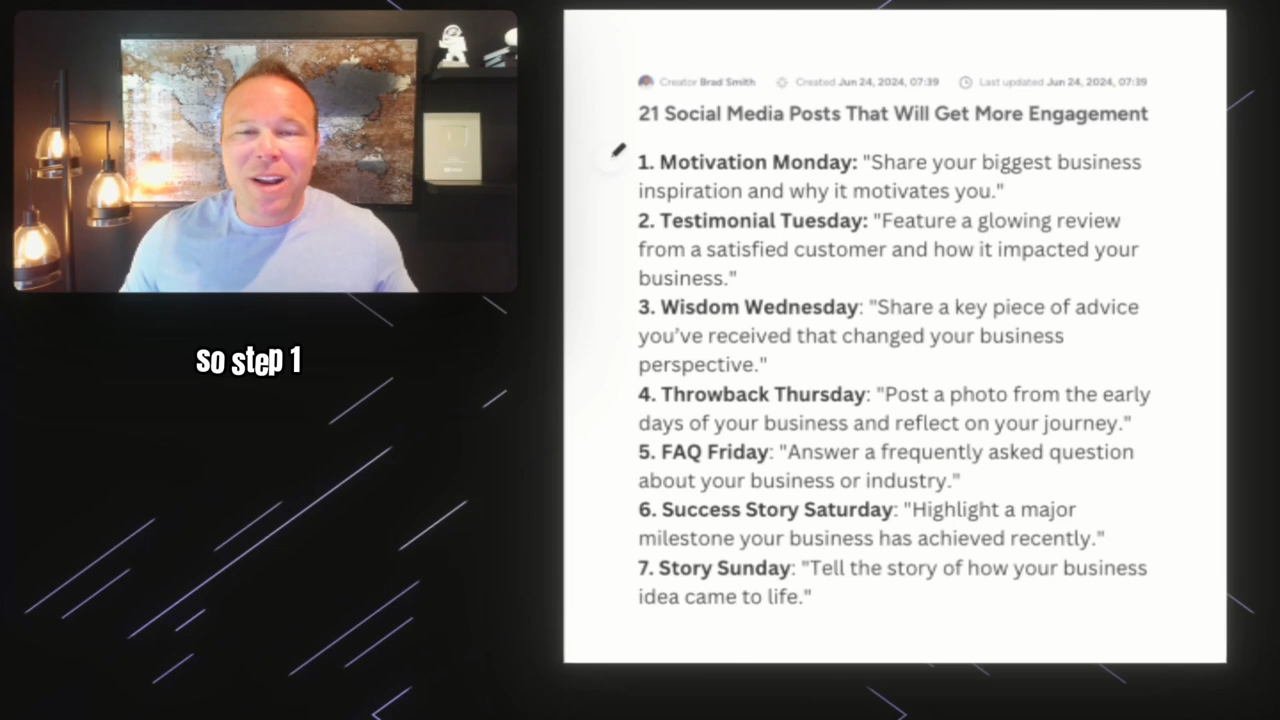 so step 1
Creator Brad Smith Created Jun 24, 2024, 07:39 Last updated Jun 24, 2024, 07:39
21 Social Media Posts That Will Get More Engagement
1. Motivation Monday: "Share your biggest business
inspiration and why it motivates you."
2. Testimonial Tuesday: "Feature a glowing review
from a satisfied customer and how it impacted your
business."
3. Wisdom Wednesday: "Share a key piece of advice
you’ve received that changed your business
perspective."
4. Throwback Thursday: "Post a photo from the early
days of your business and reflect on your journey."
5. FAQ Friday: "Answer a frequently asked question
about your business or industry."
6. Success Story Saturday: "Highlight a major
milestone your business has achieved recently."
7. Story Sunday: "Tell the story of how your business
idea came to life."